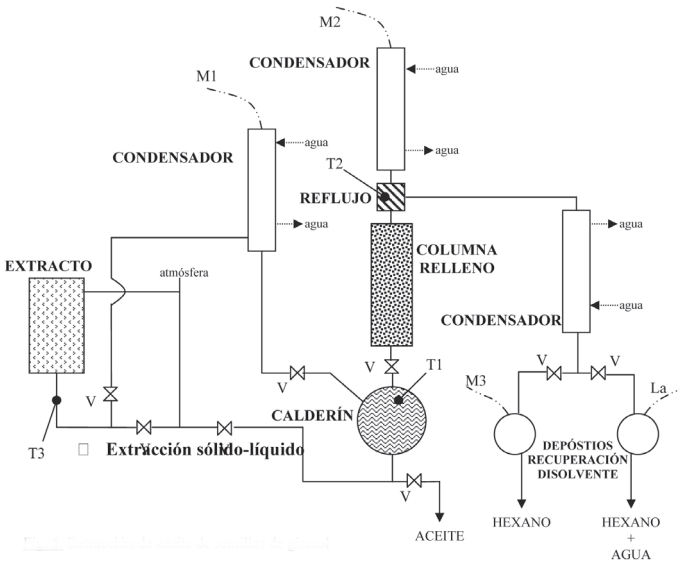 M2
CONDENSADOR
agua
M1
agua
CONDENSADOR
agua
T2
REFLUJO
agua
agua
agua
EXTRACTO
atmósfera
COLUMNA
RELLENO
agua
CONDENSADOR
V
V
T1
V
V
M3
La
V
CALDERÍN
T3
Extracción sólido-líquido
V
V
DEPÓSTIOS
RECUPERACIÓN
DISOLVENTE
V
ACEITE
HEXANO
HEXANO
+
AGUA